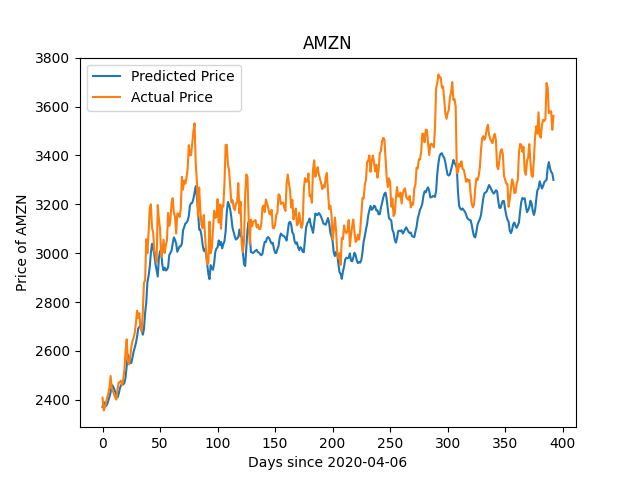 AMZN
Predicted Price
Actual Price
Price of AMZN
3800
3600
3400
3200
3000
2800
2600
2400
0 50 100 150 200 250 300 350 400
Days since 2020-04-06